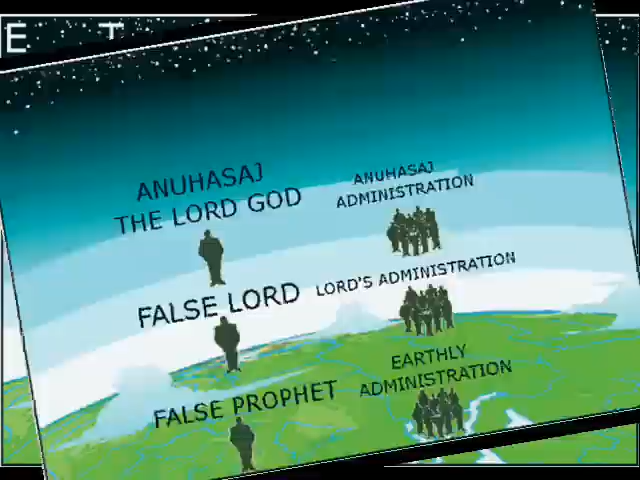 E T
ANUHASAJ
THE LORD GOD
ANUHASAJ
ADMINISTRATION
FALSE LORD
LORD'S ADMINISTRATION
FALSE PROPHET
EARTHLY
ADMINISTRATION